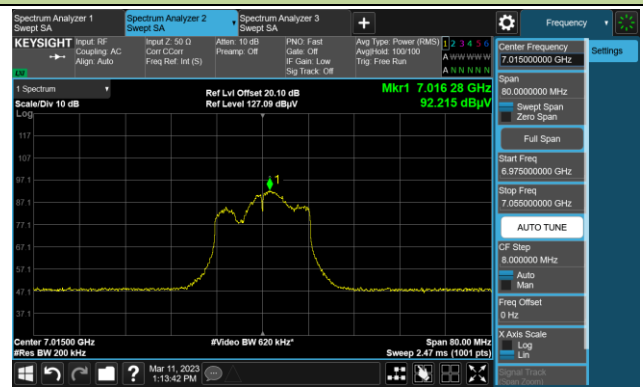 Spectrum Analyzer 1
Swept SA
Spectrum Analyzer 2
Swept SA
Spectrum Analyzer 3
Swept SA
Frequency
KEYSIGHT
Input: RF
Coupling: AC
Align: Auto
Input Z: 50 Ω
Corr CCorr
Freq Ref: Int (S)
Atten: 10 dB
Preamp: Off
PNO: Fast
Gate: Off
IF Gain: Low
Sig Track: Off
Avg Type: Power (RMS)
Avg|Hold: 100/100
Trig: Free Run
1 2 3 4 5 6
A W W W W W
A N N N N N
LXI
1 Spectrum
Scale/Div 10 dB
Log
Ref Lvl Offset 20.10 dB
Ref Level 127.09 dBµV
Mkr1 7.016 28 GHz
92.215 dBµV
117
107
97.1
87.1
77.1
67.1
57.1
47.1
37.1
1
Center 7.01500 GHz
#Res BW 200 kHz
#Video BW 620 kHz*
Span 80.00 MHz
Sweep 2.47 ms (1001 pts)
Center Frequency
7.015000000 GHz
Settings
Span
80.0000000 MHz
Swept Span
Zero Span
Full Span
Start Freq
6.975000000 GHz
Stop Freq
7.055000000 GHz
AUTO TUNE
CF Step
8.000000 MHz
Auto
Man
Freq Offset
0 Hz
X Axis Scale
Log
Lin
Signal Track
(Span Zoom)
?
Mar 11, 2023
1:13:42 PM